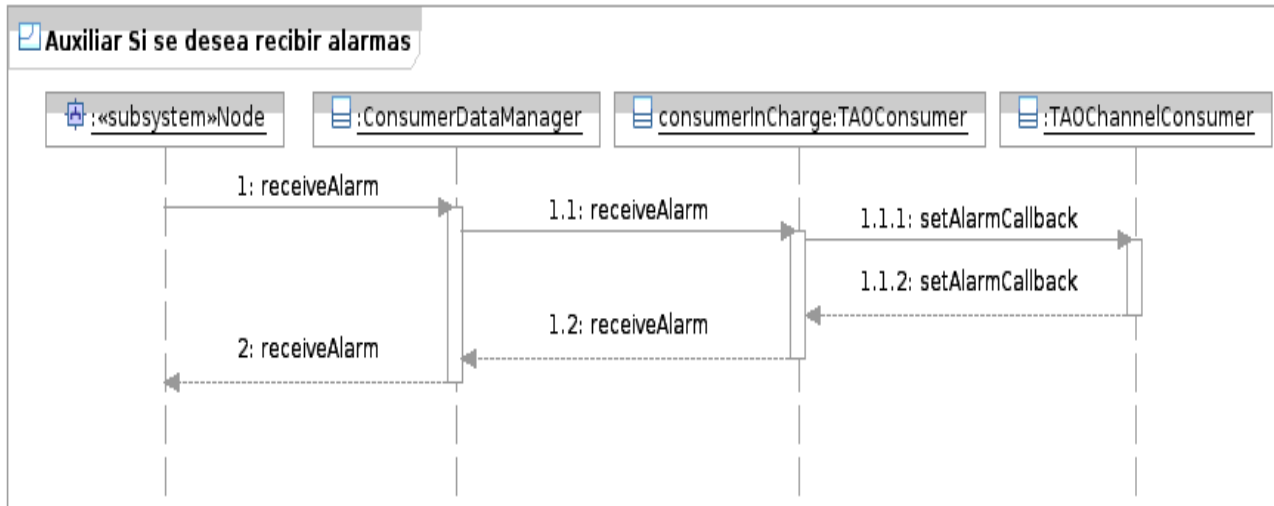 Auxiliar Si se desea recibir alarmas
:«subsystem»Node
:ConsumerDataManager
consumerInCharge:TAOConsumer
:TAOChannelConsumer
1: receiveAlarm
1.1: receiveAlarm
1.1.1: setAlarmCallback
1.1.2: setAlarmCallback
1.2: receiveAlarm
2: receiveAlarm